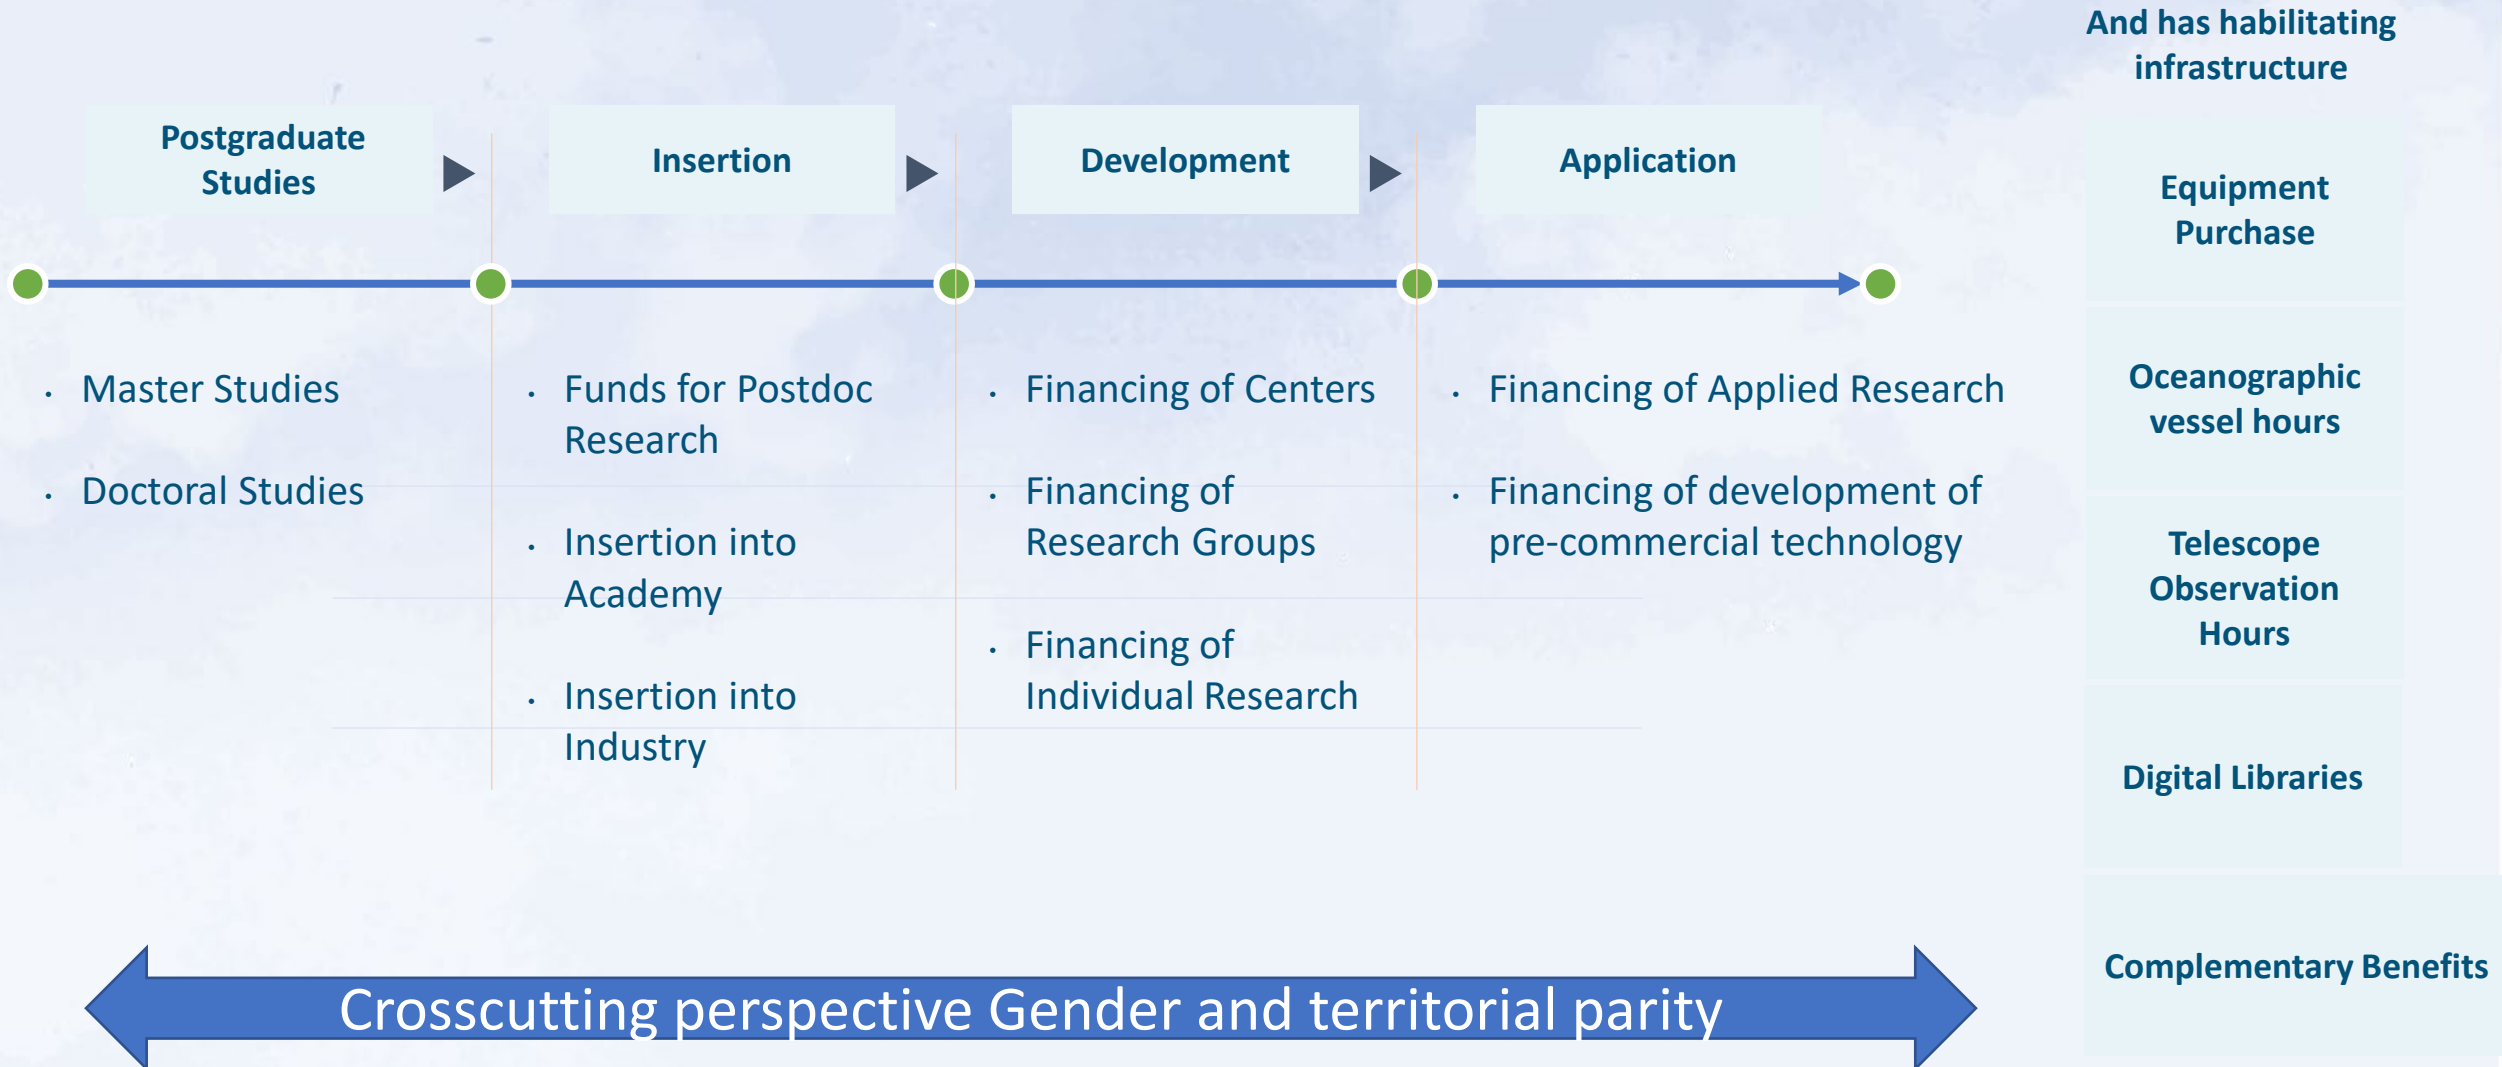 Postgraduate
Studies
Insertion
Development
Application
· Master Studies
· Doctoral Studies
· Funds for Postdoc
Research
· Insertion into
Academy
· Insertion into
Industry
· Financing of Centers
· Financing of
Research Groups
· Financing of
Individual Research
· Financing of Applied Research
· Financing of development of
pre-commercial technology
And has habilitating
infrastructure
Equipment
Purchase
Oceanographic
vessel hours
Telescope
Observation
Hours
Digital Libraries
Complementary Benefits
Crosscutting perspective Gender and territorial parity